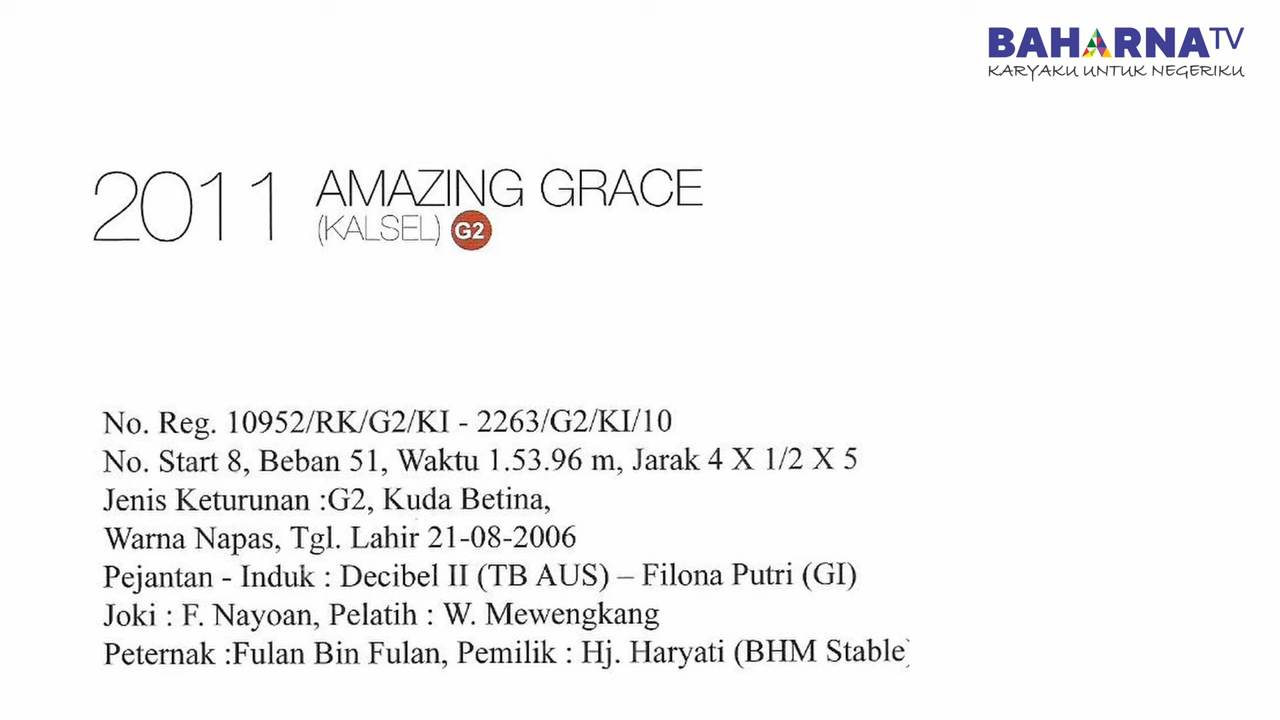 BAHARNATV
KARYAKU UNTUK NEGERIKU
2011 AMAZING GRACE
(KALSEL) G2
No. Reg. 10952/RK/G2/KI - 2263/G2/KI/10
No. Start 8, Beban 51, Waktu 1.53.96 m, Jarak 4 X 1/2 X 5
Jenis Keturunan :G2, Kuda Betina,
Warna Napas, Tgl. Lahir 21-08-2006
Pejantan - Induk : Decibel II (TB AUS) – Filona Putri (GI)
Joki : F. Nayoan, Pelatih : W. Mewengkang
Peternak :Fulan Bin Fulan, Pemilik : Hj. Haryati (BHM Stable)